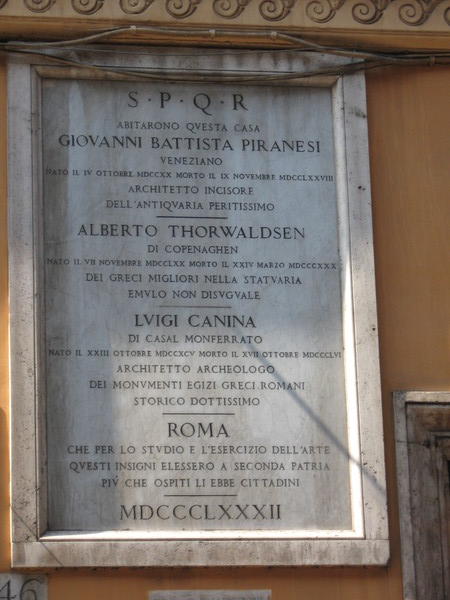 S·P·Q·R
ABITARONO QVESTA CASA
GIOVANNI BATTISTA PIRANESI
VENEZIANO
NATO IL IV OTTOBRE MDCCXX MORTO IL IX NOVEMBRE MDCCLXXVIII
ARCHITETTO INCISORE
DELL'ANTIQVARIA PERITISSIMO
ALBERTO THORWALDSEN
DI COPENAGHEN
NATO IL VII NOVEMBRE MDCCLXX MORTO IL XXIV MARZO MDCCCXXX
DEI GRECI MIGLIORI NELLA STATVARIA
EMVLO NON DISVGVALE
LVIGI CANINA
DI CASAL MONFERRATO
NATO IL XXIII OTTOBRE MDCCXCV MORTO IL XVII OTTOBRE MDCCCLVI
ARCHITETTO ARCHEOLOGO
DEI MONVMENTI EGIZI GRECI ROMANI
STORICO DOTTISSIMO
ROMA
CHE PER LO STVDIO E L'ESERCIZIO DELL'ARTE
QVESTI INSIGNI ELESSERO A SECONDA PATRIA
PIÙ CHE OSPITI LI EBBE CITTADINI
MDCCCLXXXII
46